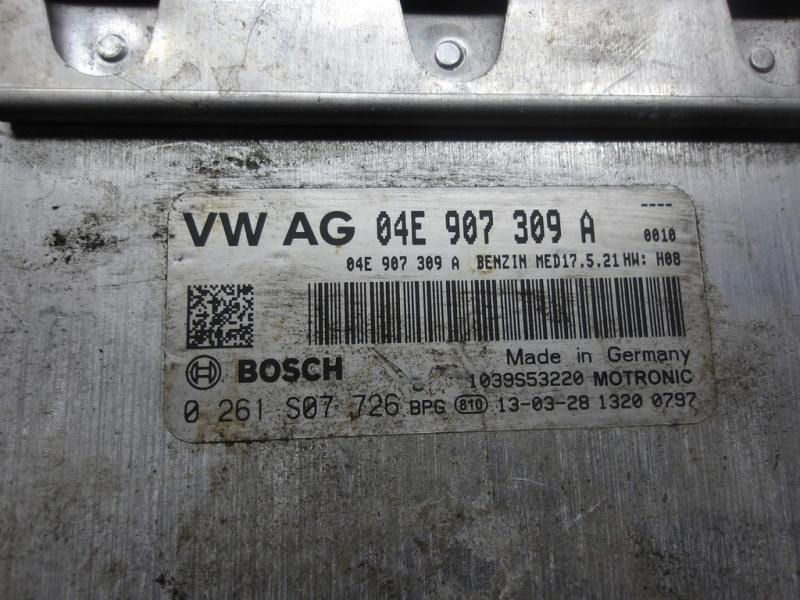 ----
VW AG 04E 907 309 A 0010
04E 907 309 A BENZIN MED17.5.21 HW: H08
BOSCH
Made in Germany
1039S53220 MOTRONIC
0 261 S07 726 BPG 810 13-03-28 1320 0797